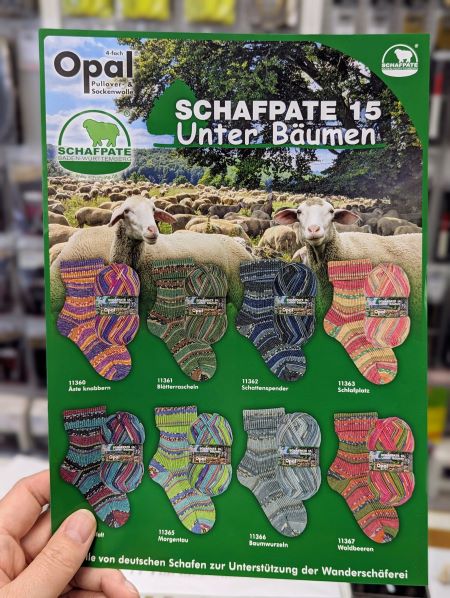 4-fach
Opal
Pullover- &
Sockenwolle
SCHAFPATE
SCHAFPATE
BADEN-WÜRTTEMBERG
SCHAFPATE 15
Unter Bäumen
11360
Äste knabbern
11361
Blätterrascheln
11362
Schattenspender
11363
Schlafplatz
11365
Morgentau
11366
Baumwurzeln
11367
Waldbeeren
von deutschen Schafen zur Unterstützung der Wanderschäferei